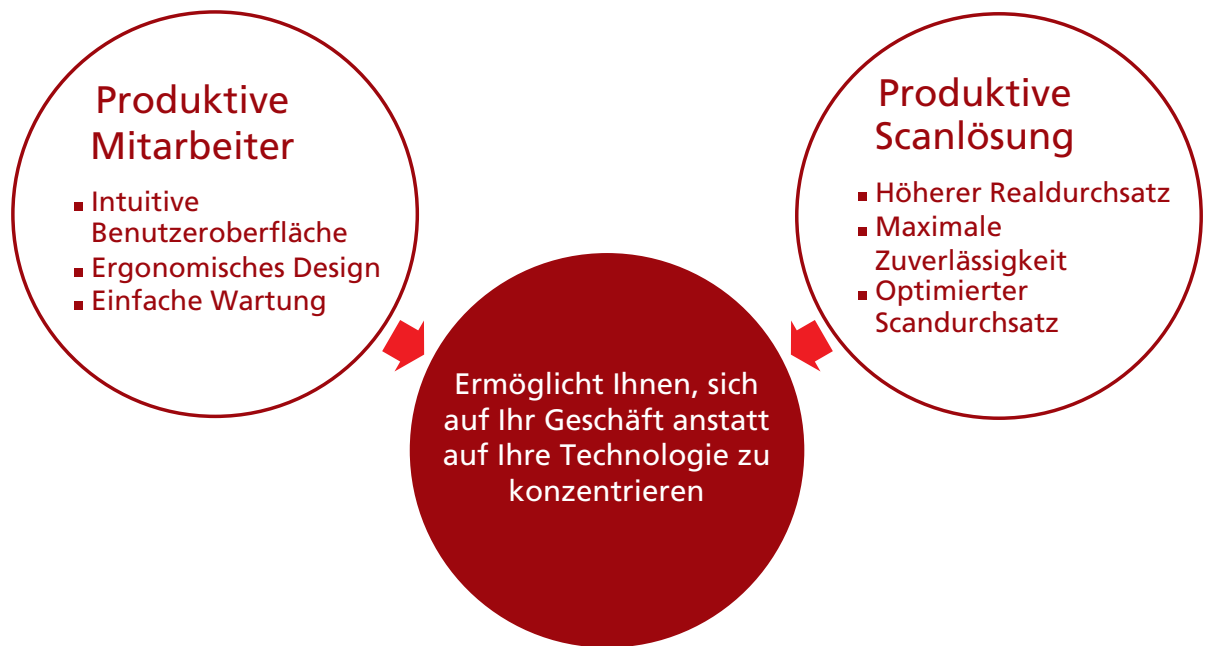 Produktive
Mitarbeiter
▪ Intuitive
Benutzeroberfläche
▪ Ergonomisches Design
▪ Einfache Wartung
Produktive
Scanlösung
▪ Höherer Realdurchsatz
▪ Maximale
Zuverlässigkeit
▪ Optimierter
Scandurchsatz
Ermöglicht Ihnen, sich
auf Ihr Geschäft anstatt
auf Ihre Technologie zu
konzentrieren